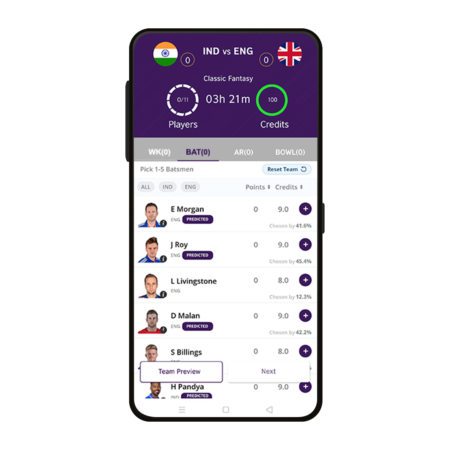 IND vs ENG
0
0
Classic Fantasy
0/11
03h 21m
100
Players
Credits
WK(0) BAT(0) AR(0) BOWL(0)
Pick 1-5 Batsmen
Reset Team
ALL IND ENG
Points Credits
E Morgan 0 9.0
ENG PREDICTED
Chosen by 41.6%
J Roy 0 9.0
ENG PREDICTED
Chosen by 45.4%
L Livingstone 0 8.0
ENG
Chosen by 12.3%
D Malan 0 9.0
ENG PREDICTED
Chosen by 42.2%
S Billings 0 8.0
Team Preview Next
H Pandya 0 9.0
PREDICTED